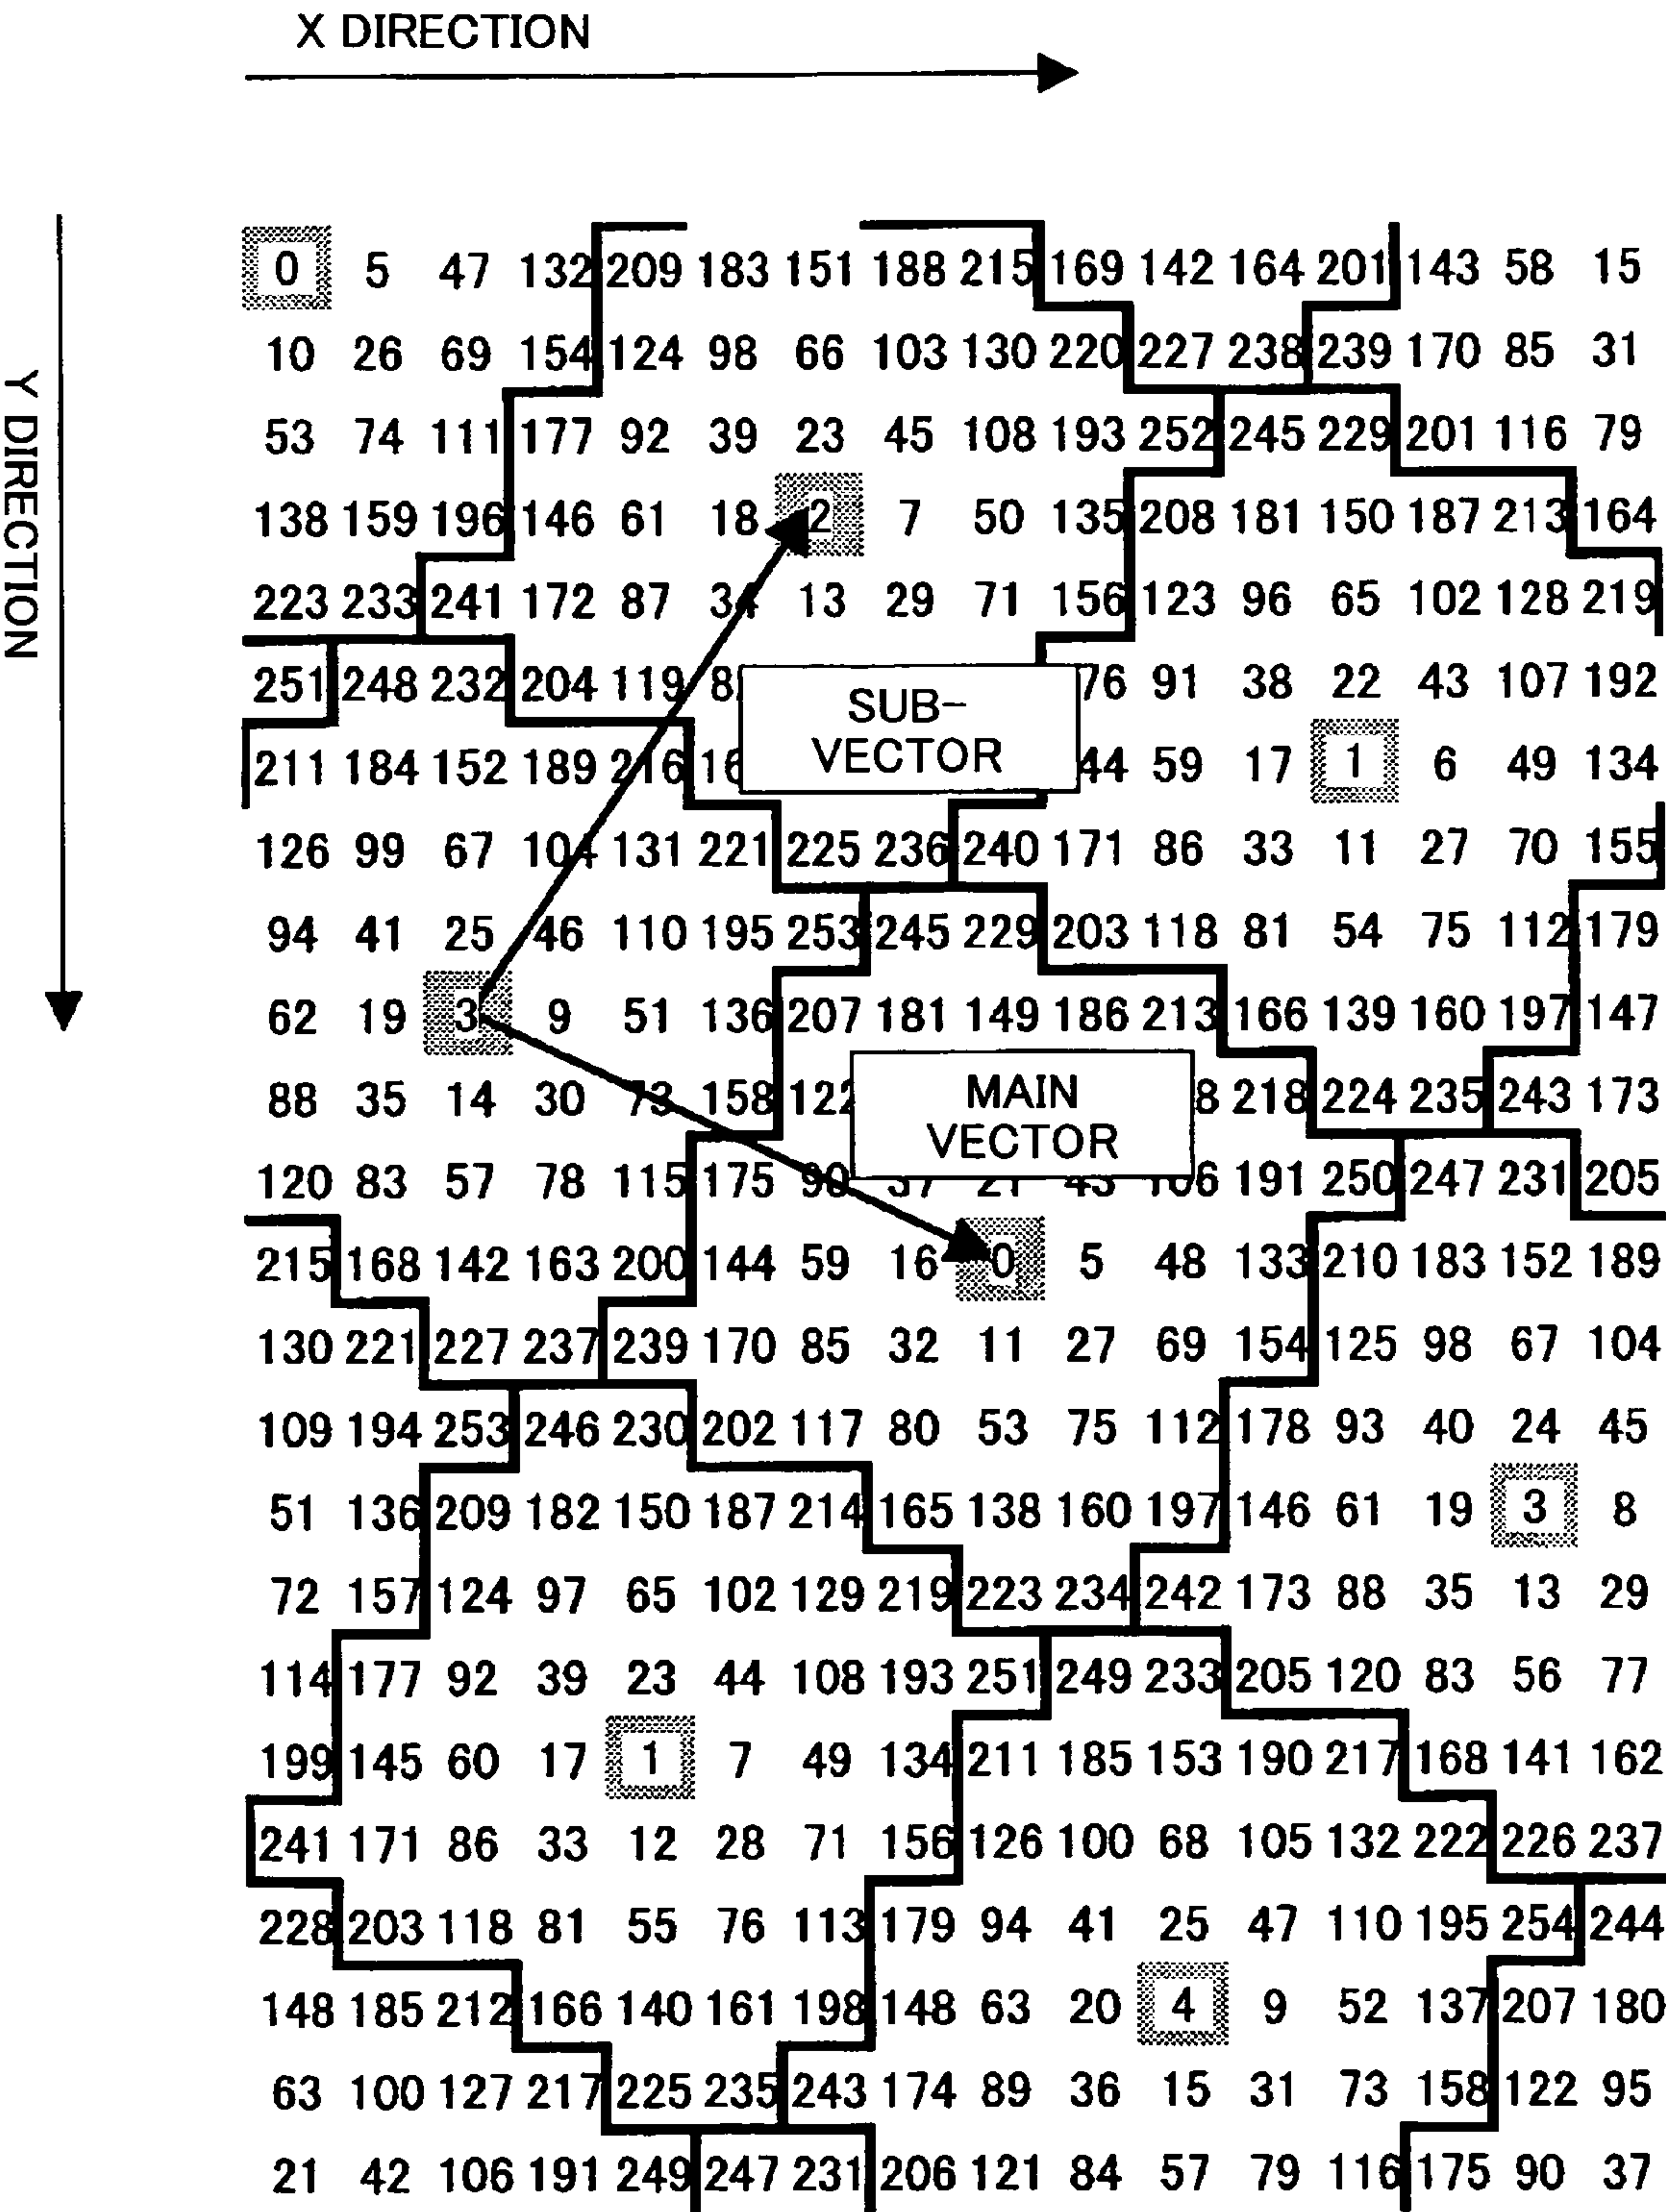 X DIRECTION
Y DIRECTION
0 5 47 132 209 183 151 188 215 169 142 164 201 143 58 15
10 26 69 154 124 98 66 103 130 220 227 238 239 170 85 31
53 74 111 177 92 39 23 45 108 193 252 245 229 201 116 79
138 159 196 146 61 18 2 7 50 135 208 181 150 187 213 164
223 233 241 172 87 34 13 29 71 156 123 96 65 102 128 219
251 248 232 204 119 76 91 38 22 43 107 192
SUB-
VECTOR
211 184 152 189 216 44 59 17 1 6 49 134
126 99 67 104 131 221 225 236 240 171 86 33 11 27 70 155
94 41 25 46 110 195 253 245 229 203 118 81 54 75 112 179
62 19 3 9 51 136 207 181 149 186 213 166 139 160 197 147
88 35 14 30 73 158 122 8 218 224 235 243 173
MAIN
VECTOR
120 83 57 78 115 175 90 37 21 43 106 191 250 247 231 205
215 168 142 163 200 144 59 16 0 5 48 133 210 183 152 189
130 221 227 237 239 170 85 32 11 27 69 154 125 98 67 104
109 194 253 246 230 202 117 80 53 75 112 178 93 40 24 45
51 136 209 182 150 187 214 165 138 160 197 146 61 19 3 8
72 157 124 97 65 102 129 219 223 234 242 173 88 35 13 29
114 177 92 39 23 44 108 193 251 249 233 205 120 83 56 77
199 145 60 17 1 7 49 134 211 185 153 190 217 168 141 162
241 171 86 33 12 28 71 156 126 100 68 105 132 222 226 237
228 203 118 81 55 76 113 179 94 41 25 47 110 195 254 244
148 185 212 166 140 161 198 148 63 20 4 9 52 137 207 180
63 100 127 217 225 235 243 174 89 36 15 31 73 158 122 95
21 42 106 191 249 247 231 206 121 84 57 79 116 175 90 37